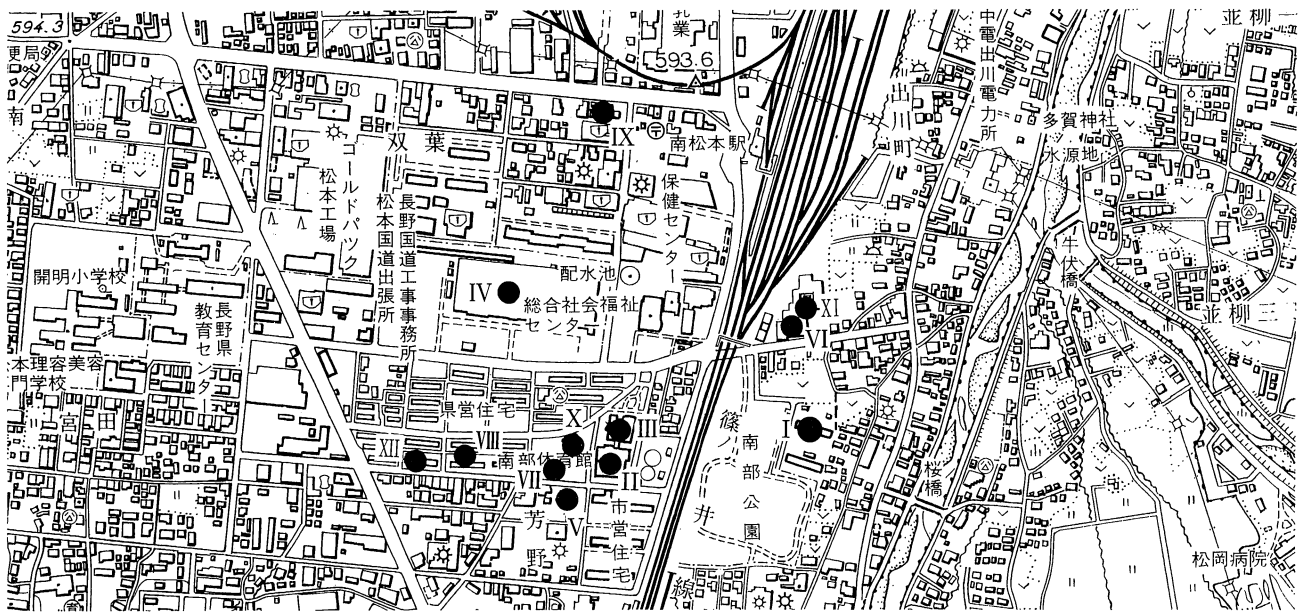 594.3
更局
南
双葉
ゴールドパック
松本工場
長野国道工事事務所
松本国道出張所
乳業
593.6
IX
南松本駅
保健センター
配水池
IV
総合社会福祉
センター
出川町
中電出川電力所
多賀神社
水源地
牛伏橋
並柳一
並柳二
開明小学校
長野県
教育センター
本理容美容
門学校
宮田
県営住宅
XII
VIII
南部体育館
X
III
VII
II
V
芳野
市営住宅
XI
VI
I
篠ノ井線
南部公園
桜橋
松岡病院